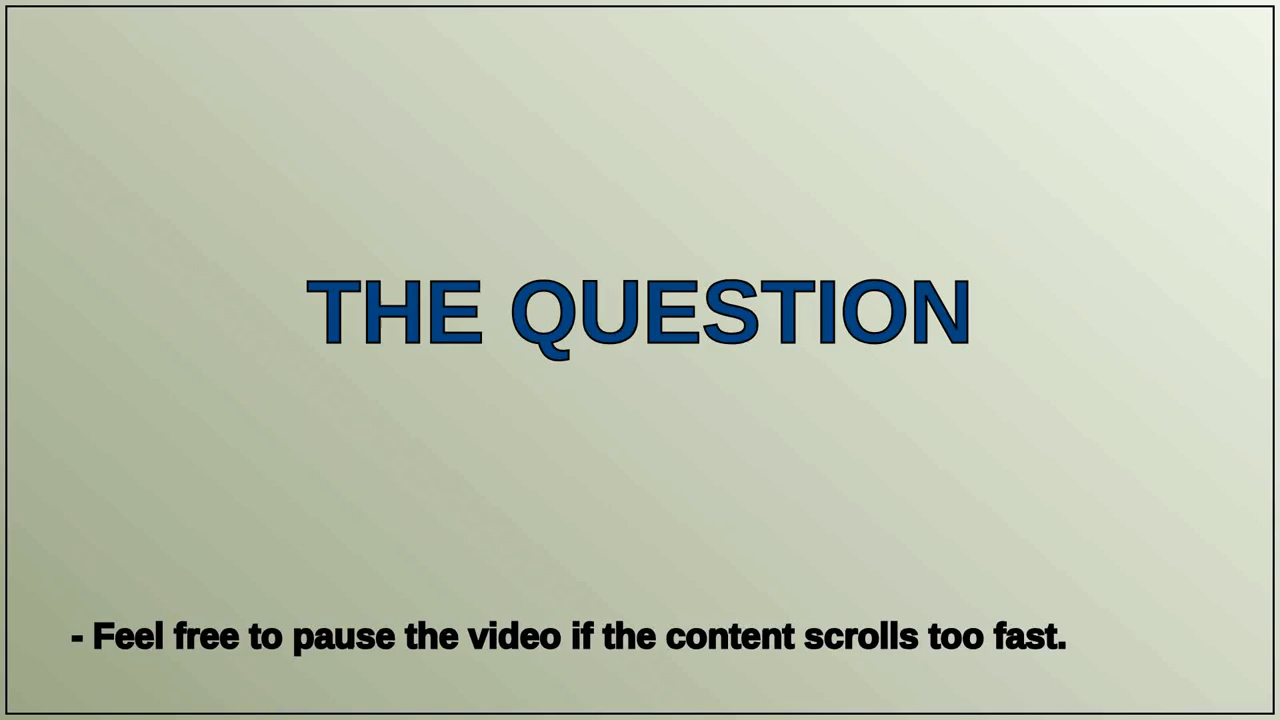 THE QUESTION
- Feel free to pause the video if the content scrolls too fast.